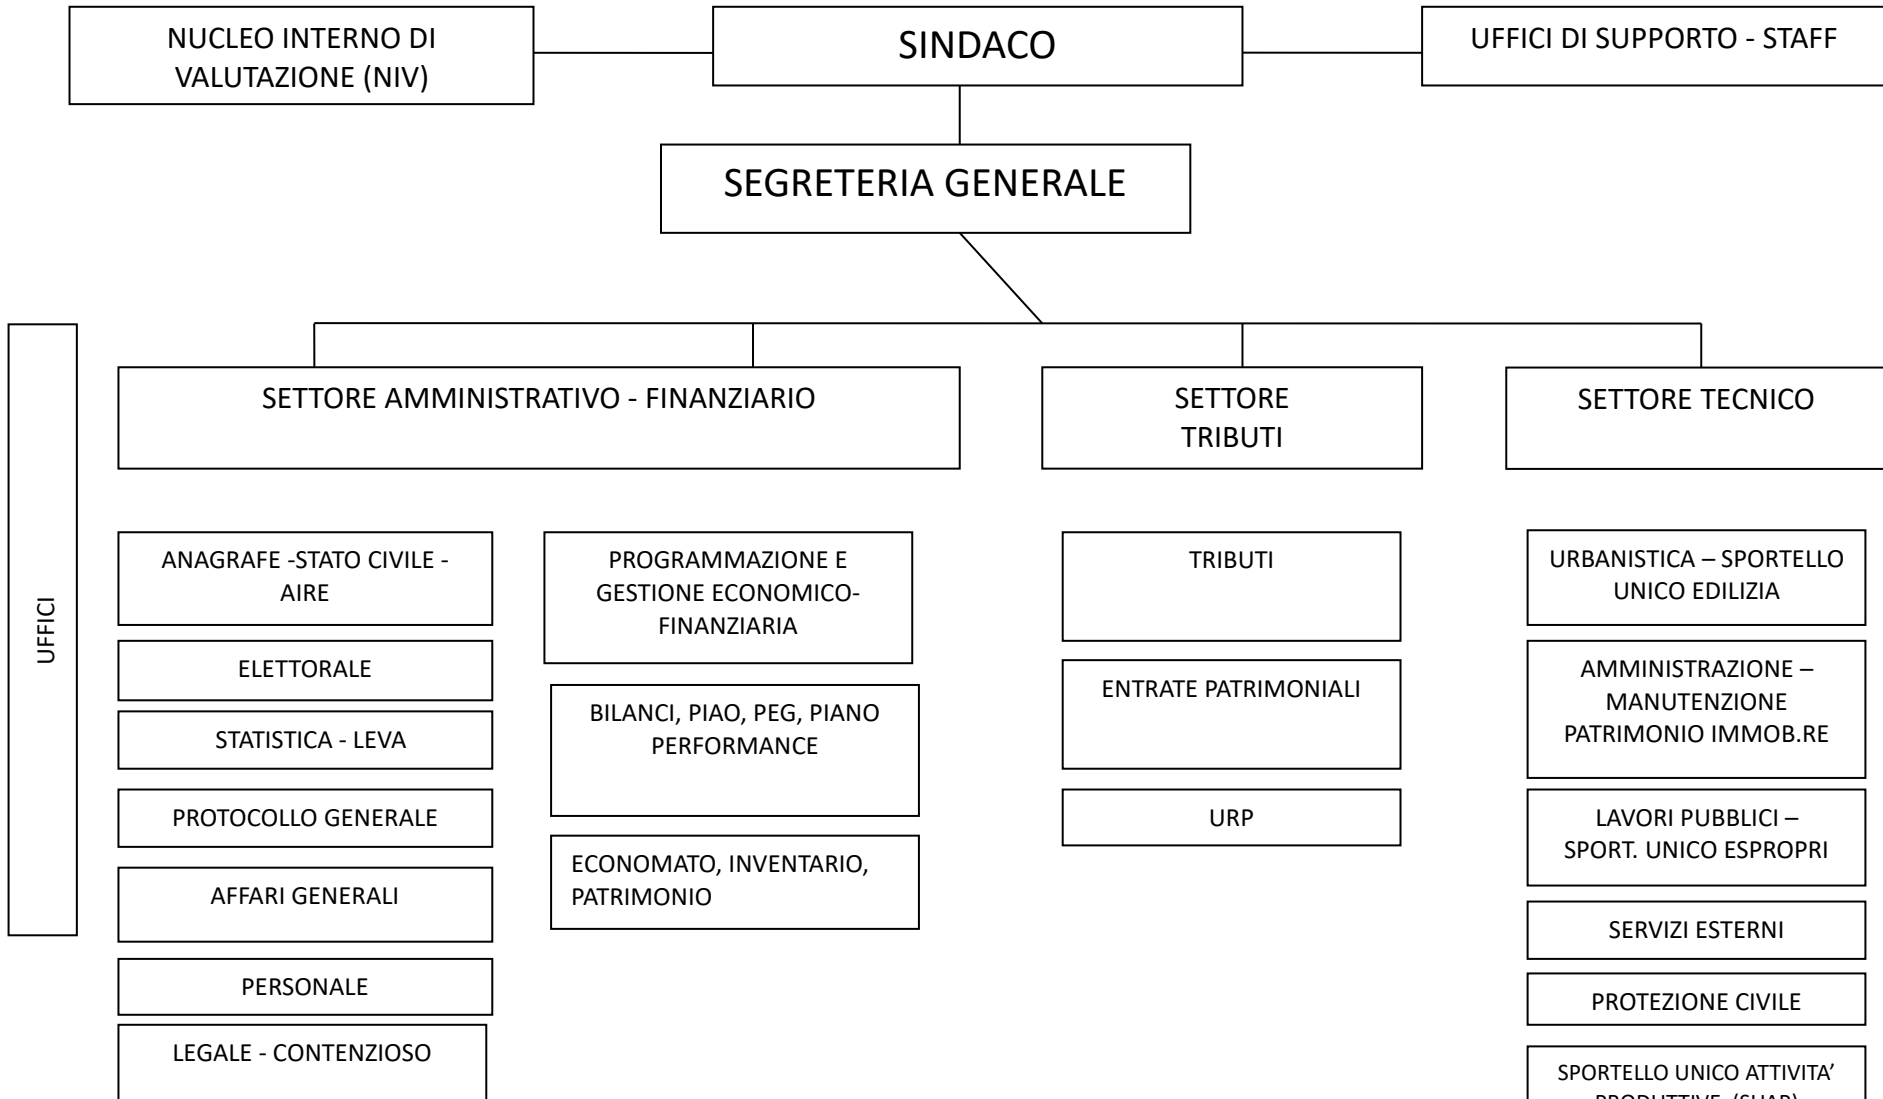 NUCLEO INTERNO DI
VALUTAZIONE (NIV)
SINDACO
UFFICI DI SUPPORTO - STAFF
SEGRETERIA GENERALE
UFFICI
SETTORE AMMINISTRATIVO - FINANZIARIO
SETTORE
TRIBUTI
SETTORE TECNICO
ANAGRAFE -STATO CIVILE -
AIRE
ELETTORALE
STATISTICA - LEVA
PROTOCOLLO GENERALE
AFFARI GENERALI
PERSONALE
LEGALE - CONTENZIOSO
PROGRAMMAZIONE E
GESTIONE ECONOMICO-
FINANZIARIA
BILANCI, PIAO, PEG, PIANO
PERFORMANCE
ECONOMATO, INVENTARIO,
PATRIMONIO
TRIBUTI
ENTRATE PATRIMONIALI
URP
URBANISTICA – SPORTELLO
UNICO EDILIZIA
AMMINISTRAZIONE –
MANUTENZIONE
PATRIMONIO IMMOB.RE
LAVORI PUBBLICI –
SPORT. UNICO ESPROPRI
SERVIZI ESTERNI
PROTEZIONE CIVILE
SPORTELLO UNICO ATTIVITA’
PRODUTTIVE (SUAP)